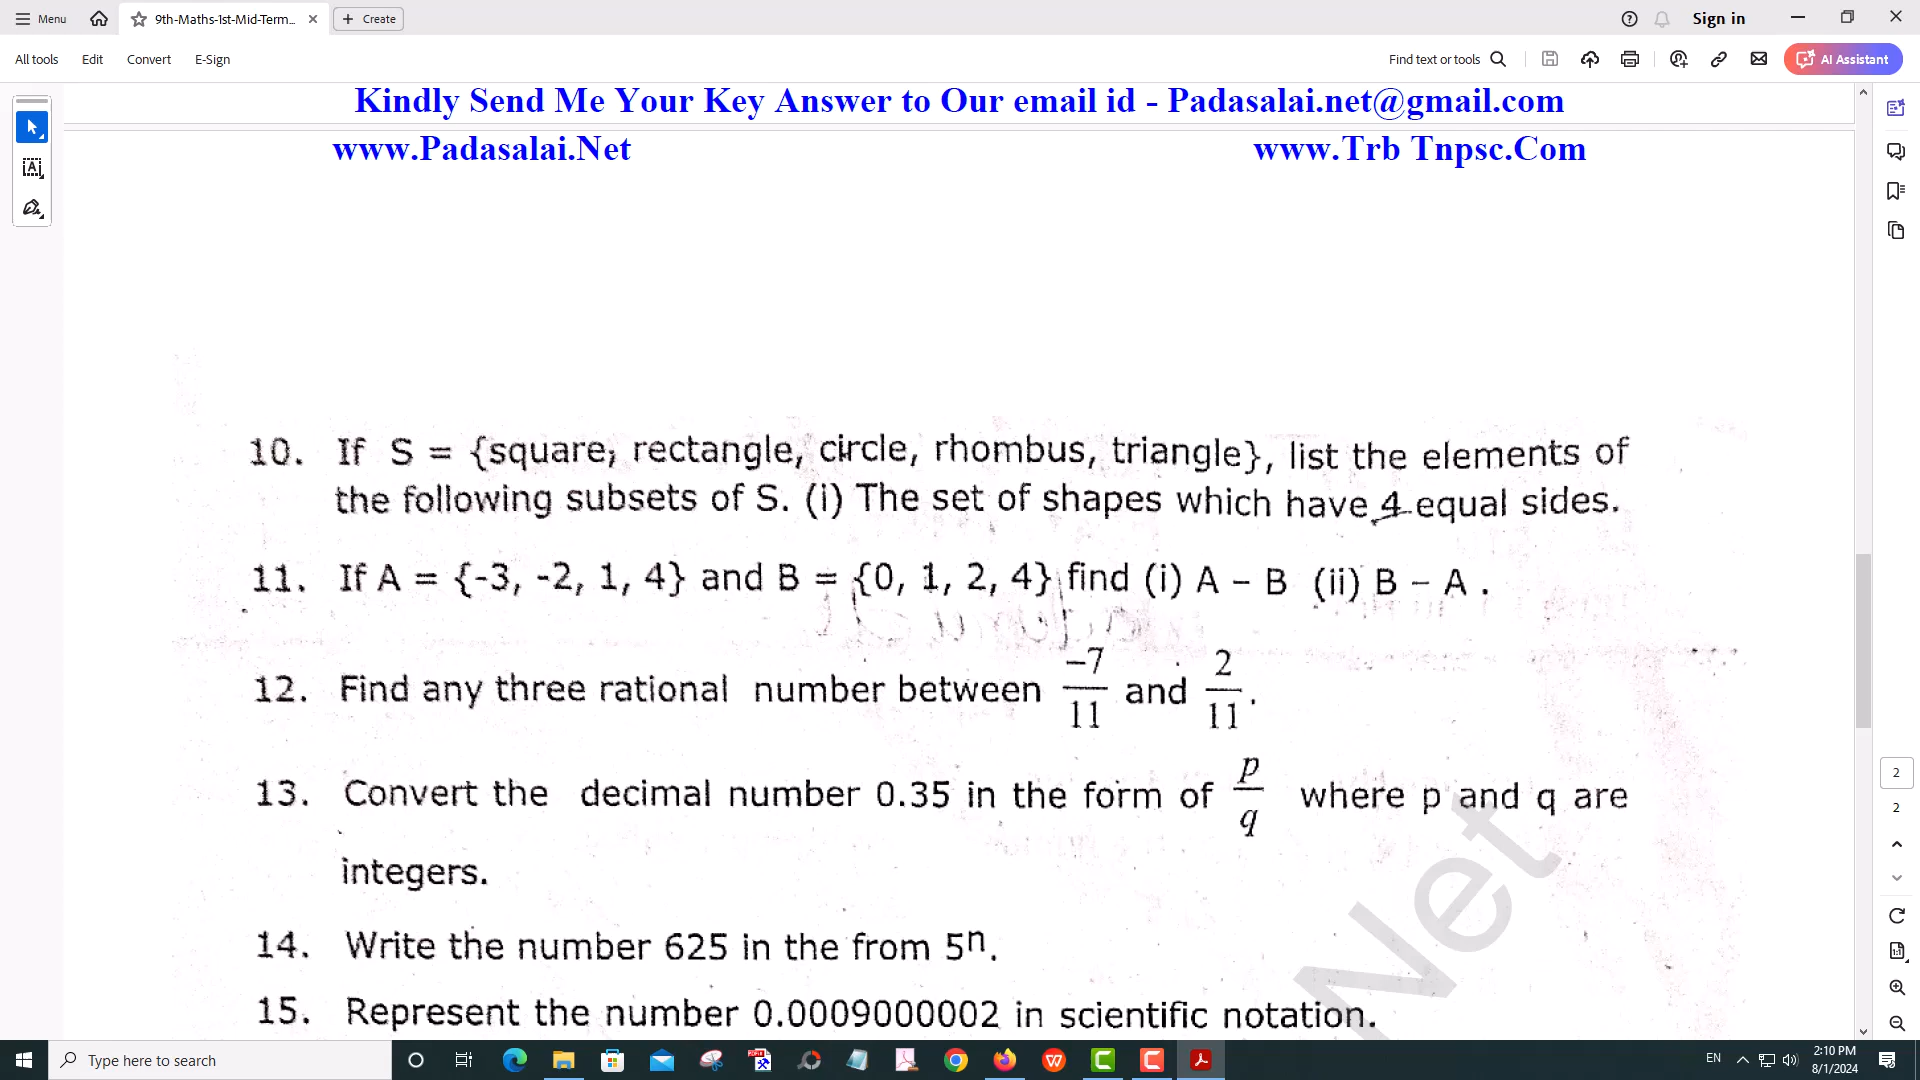 Menu
9th-Maths-1st-Mid-Term...
Create
Sign in
All tools
Edit
Convert
E-Sign
Find text or tools
AI Assistant
Kindly Send Me Your Key Answer to Our email id - Padasalai.net@gmail.com
www.Padasalai.Net
www.Trb Tnpsc.Com
10. If S = {square, rectangle, circle, rhombus, triangle}, list the elements of
the following subsets of S. (i) The set of shapes which have 4 equal sides.
11. If A = {-3, -2, 1, 4} and B = {0, 1, 2, 4} find (i) A – B (ii) B – A .
12. Find any three rational number between -7/11 and 2/11.
13. Convert the decimal number 0.35 in the form of p/q where p and q are
integers.
14. Write the number 625 in the from 5ⁿ.
15. Represent the number 0.0009000002 in scientific notation.
Net
2
2
Type here to search
EN
2:10 PM
8/1/2024